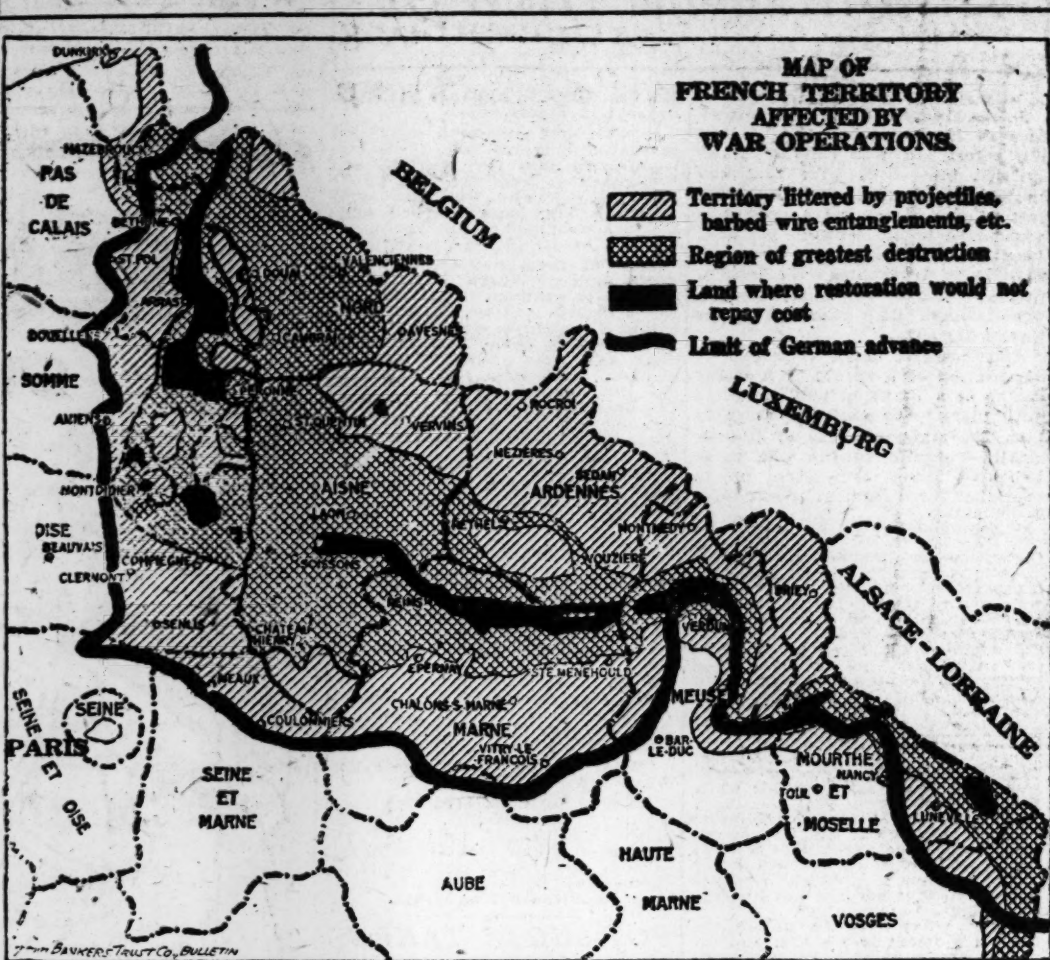 MAP OF
FRENCH TERRITORY
AFFECTED BY
WAR OPERATIONS.
Territory littered by projectiles,
barbed wire entanglements, etc.
Region of greatest destruction
Land where restoration would not
repay cost
Limit of German advance
DUNKIRK
HAZEBROUCK
PAS
DE
CALAIS
BETHUNE
ST. POL
ARRAS
DOUAI
VALENCIENNES
NORD
CAMBRAI
AVESNES
BELGIUM
LUXEMBURG
ALSACE-LORRAINE
DOUELLENS
SOMME
AMIENS
PERONNE
ST. QUENTIN
VERVINS
ROCROI
MEZIERES
SEDAN
ARDENNES
MONTDIDIER
AISNE
LAON
RETHEL
MONTMEDY
VOUZIERS
OISE
BEAUVAIS
CLERMONT
COMPIEGNE
SOISSONS
BRIEY
SENLIS
CHATEAU
THIERRY
REIMS
VERDUN
EPERNAY
STE MENEHOULD
MEAUX
COULONNIERS
CHALONS-S-MARNE
MARNE
VITRY-LE-
FRANCOIS
MEUSE
BAR-
LE-DUC
MOURTHE
NANCY
TOUL
ET
MOSELLE
LUNEVILLE
SEINE
PARIS
SEINE
ET
OISE
SEINE
ET
MARNE
AUBE
HAUTE
MARNE
VOSGES
BANKERS TRUST CO., BULLETIN